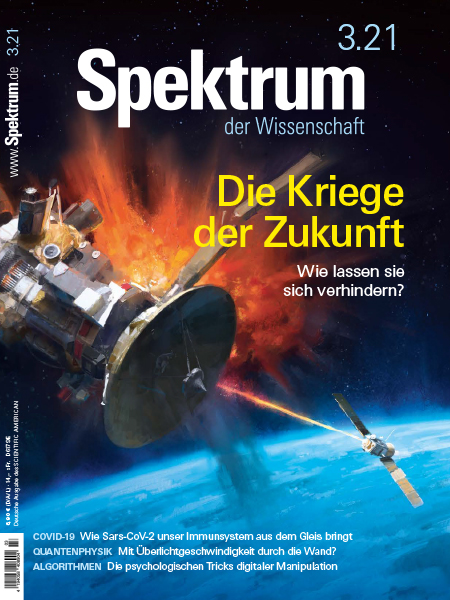 3.21
Spektrum
der Wissenschaft
Die Kriege
der Zukunft
Wie lassen sie
sich verhindern?
www.Spektrum.de 3.21
Deutsche Ausgabe des SCIENTIFIC AMERICAN
COVID-19 Wie Sars-CoV-2 unser Immunsystem aus dem Gleis bringt
QUANTENPHYSIK Mit Überlichtgeschwindigkeit durch die Wand?
ALGORITHMEN Die psychologischen Tricks digitaler Manipulation